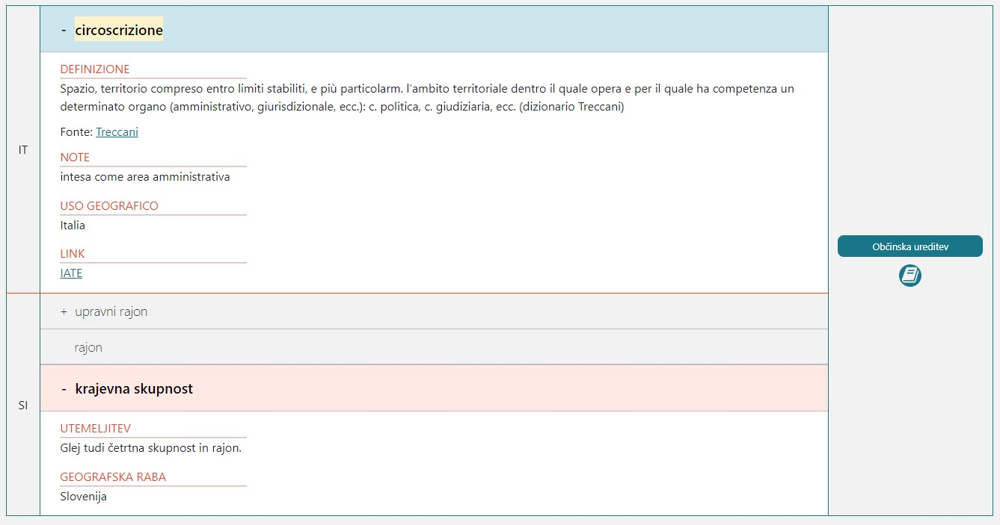 IT
- circoscrizione
DEFINIZIONE
Spazio, territorio compreso entro limiti stabiliti, e più particolarm. l’ambito territoriale dentro il quale opera e per il quale ha competenza un
determinato organo (amministrativo, giurisdizionale, ecc.): c. politica, c. giudiziaria, ecc. (dizionario Treccani)
Fonte: Treccani
NOTE
intesa come area amministrativa
USO GEOGRAFICO
Italia
LINK
IATE
SI
+ upravni rajon
rajon
- krajevna skupnost
UTEMELJITEV
Glej tudi četrtna skupnost in rajon.
GEOGRAFSKA RABA
Slovenija
Občinska ureditev